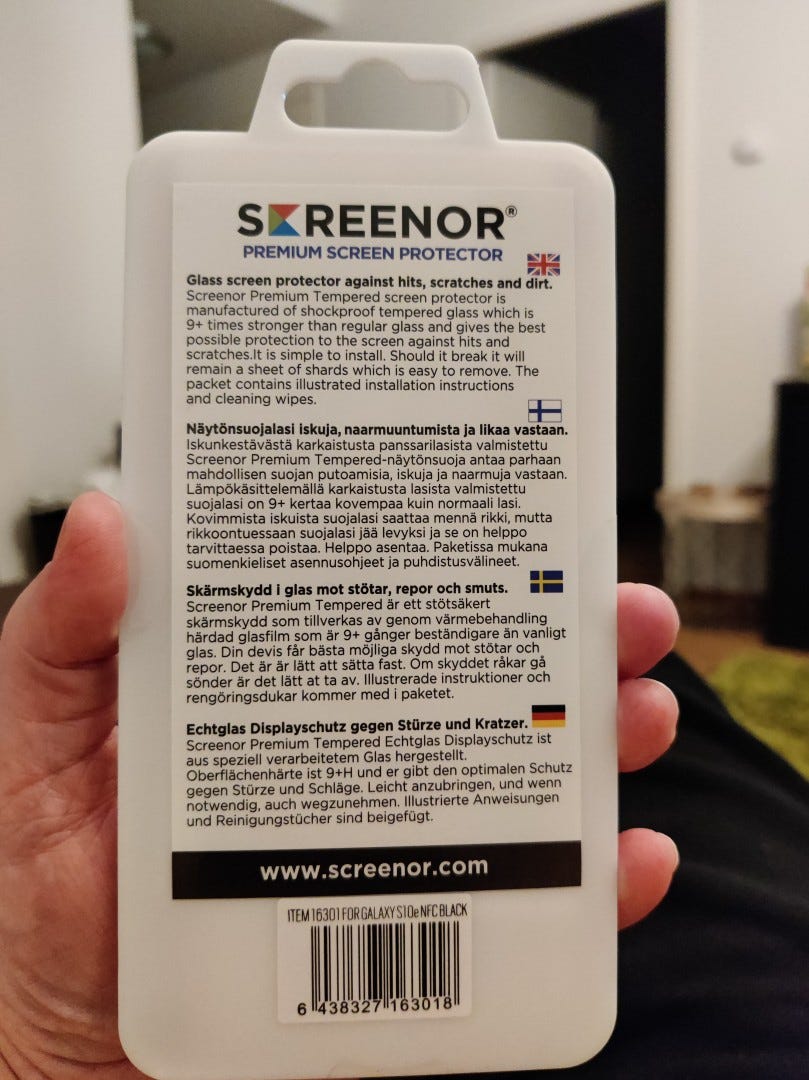 SCREENOR®
PREMIUM SCREEN PROTECTOR
Glass screen protector against hits, scratches and dirt.
Screenor Premium Tempered screen protector is
manufactured of shockproof tempered glass which is
9+ times stronger than regular glass and gives the best
possible protection to the screen against hits and
scratches.It is simple to install. Should it break it will
remain a sheet of shards which is easy to remove. The
packet contains illustrated installation instructions
and cleaning wipes.
Näytönsuojalasi iskuja, naarmuuntumista ja likaa vastaan.
Iskunkestävästä karkaistusta panssarilasista valmistettu
Screenor Premium Tempered-näytönsuoja antaa parhaan
mahdollisen suojan putoamisia, iskuja ja naarmuja vastaan.
Lämpökäsittelemällä karkaistusta lasista valmistettu
suojalasi on 9+ kertaa kovempaa kuin normaali lasi.
Kovimmista iskuista suojalasi saattaa mennä rikki, mutta
rikkoontuessaan suojalasi jää levyksi ja se on helppo
tarvittaessa poistaa. Helppo asentaa. Paketissa mukana
suomenkieliset asennusohjeet ja puhdistusvälineet.
Skärmskydd i glas mot stötar, repor och smuts.
Screenor Premium Tempered är ett stötsäkert
skärmskydd som tillverkas av genom värmebehandling
härdad glasfilm som är 9+ gånger beständigare än vanligt
glas. Din devis får bästa möjliga skydd mot stötar och
repor. Det är är lätt att sätta fast. Om skyddet råkar gå
sönder är det lätt at ta av. Illustrerade instruktioner och
rengöringsdukar kommer med i paketet.
Echtglas Displayschutz gegen Stürze und Kratzer.
Screenor Premium Tempered Echtglas Displayschutz ist
aus speziell verarbeitetem Glas hergestellt.
Oberflächenhärte ist 9+H und er gibt den optimalen Schutz
gegen Stürze und Schläge. Leicht anzubringen, und wenn
notwendig, auch wegzunehmen. Illustrierte Anweisungen
und Reinigungstücher sind beigefügt.
www.screenor.com
ITEM 16301 FOR GALAXY S10e NFC BLACK
6 438327 163018